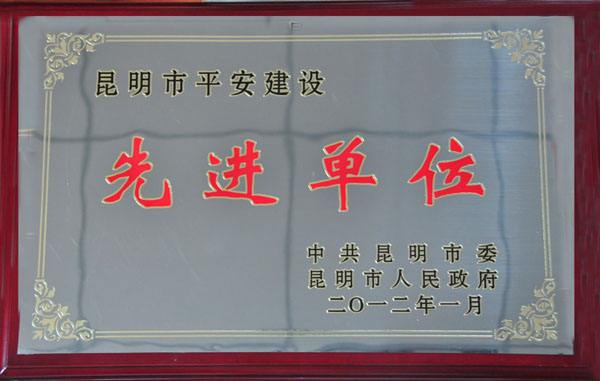 昆明市平安建设
先进单位
中共昆明市委
昆明市人民政府
二〇一二年一月